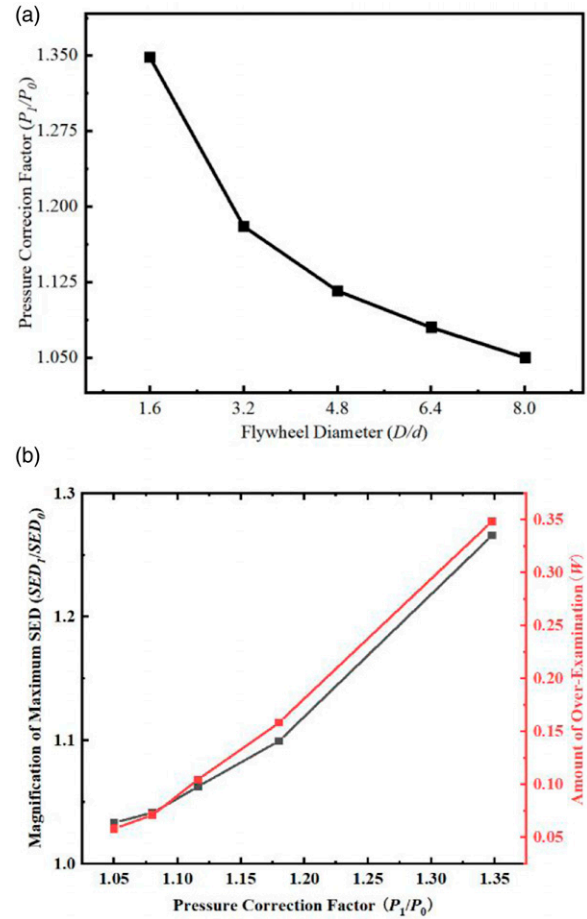 (a)
Pressure Correcion Factor (P1/P0)
1.350
1.275
1.200
1.125
1.050
1.6 3.2 4.8 6.4 8.0
Flywheel Diameter (D/d)
(b)
Magnification of Maximum SED (SED1/SED0)
1.3
1.2
1.1
1.0
Amount of Over-Examination (W)
0.35
0.30
0.25
0.20
0.15
0.10
0.05
1.05 1.10 1.15 1.20 1.25 1.30 1.35
Pressure Correction Factor (P1/P0)